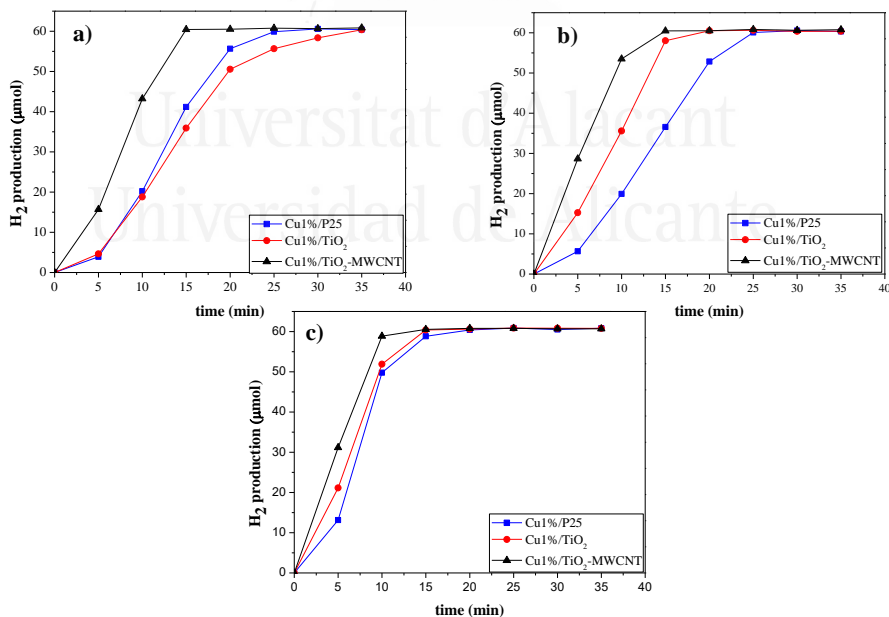 Universitat d'Alacant
Universidad de Alicante
a)
H2 production (µmol)
60
50
40
30
20
10
0
Cu1%/P25
Cu1%/TiO2
Cu1%/TiO2-MWCNT
0 5 10 15 20 25 30 35 40
time (min)
b)
H2 production (µmol)
60
50
40
30
20
10
0
Cu1%/P25
Cu1%/TiO2
Cu1%/TiO2-MWCNT
0 5 10 15 20 25 30 35 40
time (min)
c)
H2 production (µmol)
60
50
40
30
20
10
0
Cu1%/P25
Cu1%/TiO2
Cu1%/TiO2-MWCNT
0 5 10 15 20 25 30 35 40
time (min)